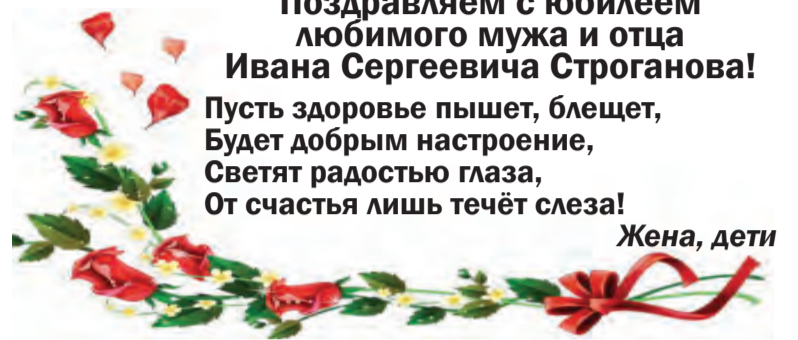 Поздравляем с юбилеем
любимого мужа и отца
Ивана Сергеевича Строганова!
Пусть здоровье пышет, блещет,
Будет добрым настроение,
Светят радостью глаза,
От счастья лишь течёт слеза!
Жена, дети